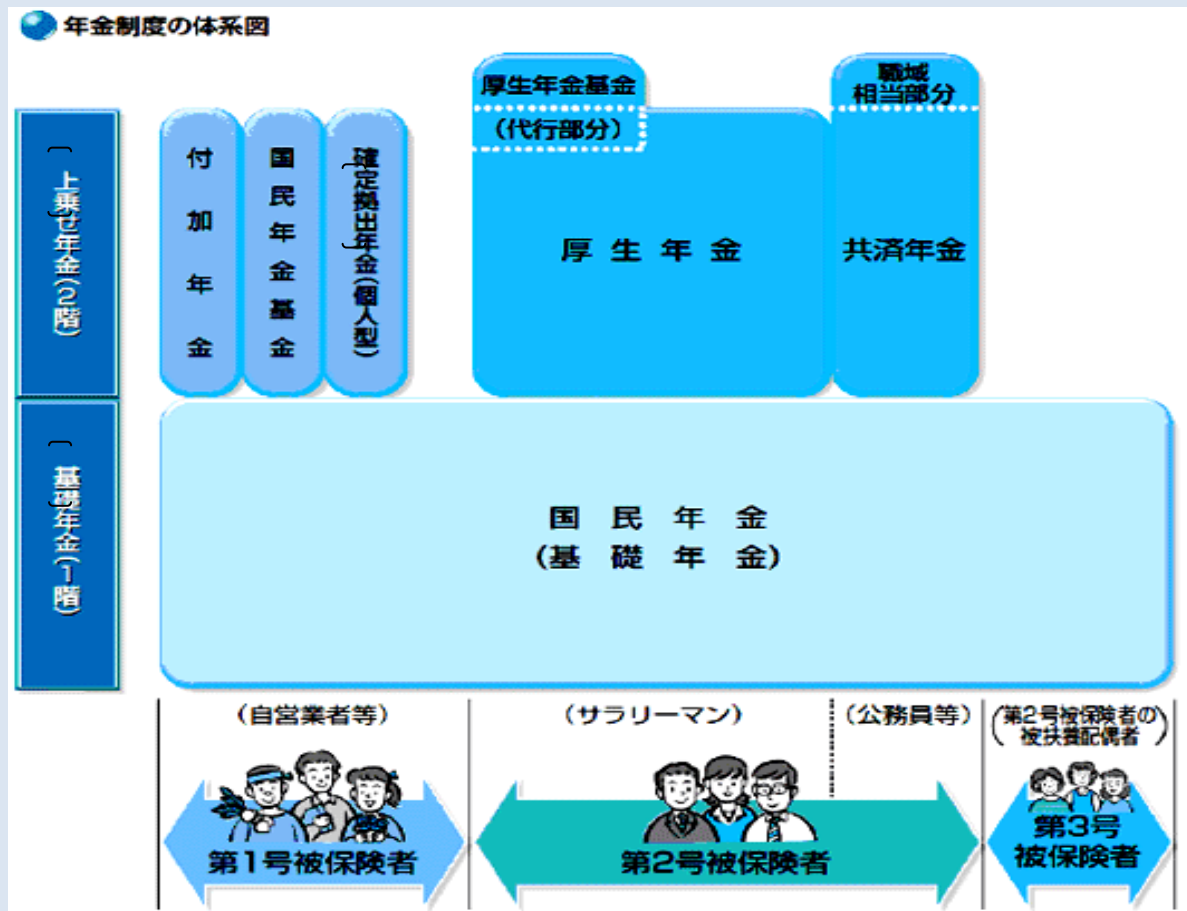 年金制度の体系図
厚生年金基金
(代行部分)
職域
相当部分
上乗せ年金(2階)
付加年金
国民年金基金
確定拠出年金(個人型)
厚生年金
共済年金
基礎年金(1階)
国民年金
(基礎年金)
(自営業者等)
(サラリーマン)
(公務員等)
(第2号被保険者の
被扶養配偶者)
第1号被保険者
第2号被保険者
第3号
被保険者